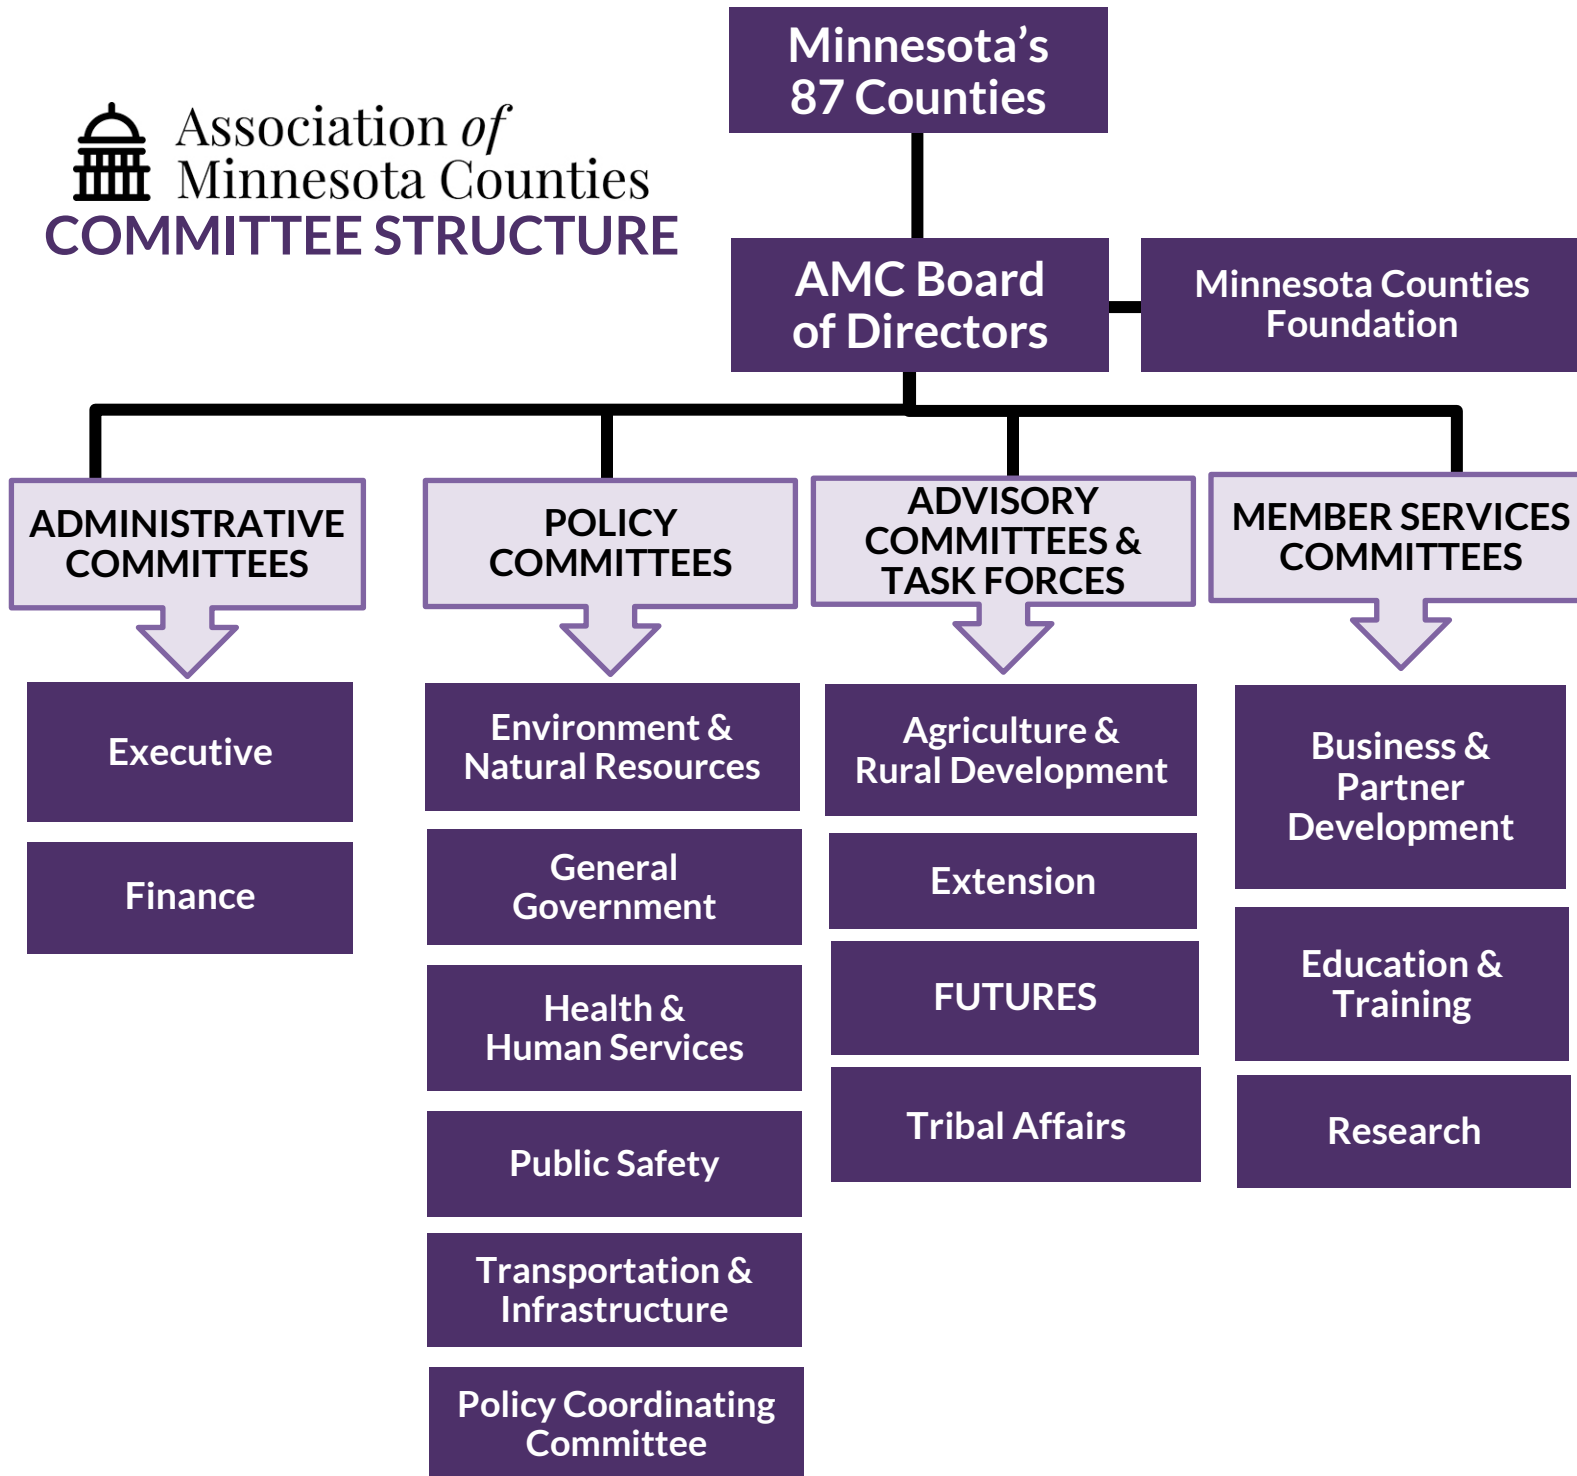 Minnesota's
87 Counties
Association of
Minnesota Counties
COMMITTEE STRUCTURE
AMC Board
of Directors
Minnesota Counties
Foundation
ADMINISTRATIVE
COMMITTEES
Executive
Finance
POLICY
COMMITTEES
Environment &
Natural Resources
General
Government
Health &
Human Services
Public Safety
Transportation &
Infrastructure
Policy Coordinating
Committee
ADVISORY
COMMITTEES &
TASK FORCES
Agriculture &
Rural Development
Extension
FUTURES
Tribal Affairs
MEMBER SERVICES
COMMITTEES
Business &
Partner
Development
Education &
Training
Research